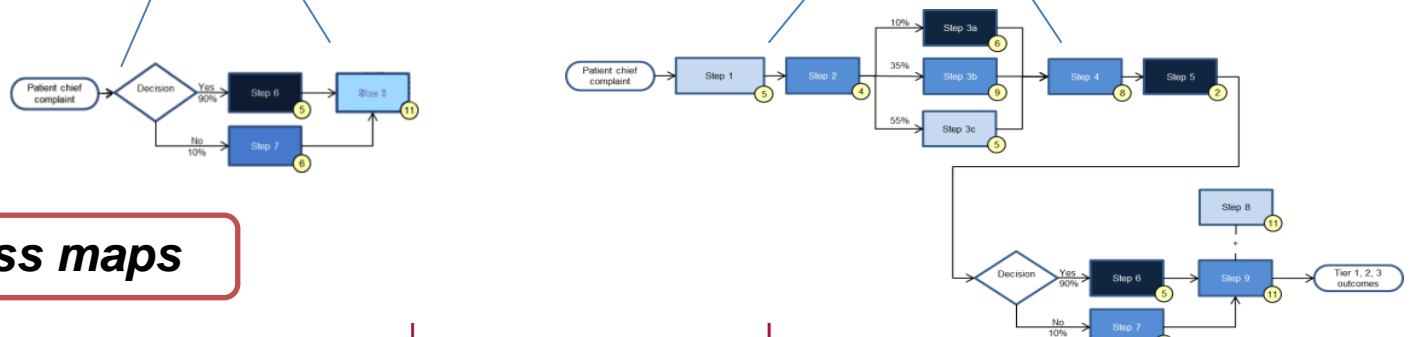 Patient chief
complaint
Decision
Yes
90%
Step 6
5
11
No
10%
Step 7
6
ss maps
Patient chief
complaint
Step 1
5
Step 2
4
10%
Step 3a
6
35%
Step 3b
9
55%
Step 3c
5
Step 4
8
Step 5
2
Step 8
11
+
Decision
Yes
90%
Step 6
5
Step 9
11
Tier 1, 2, 3
outcomes
No
10%
Step 7